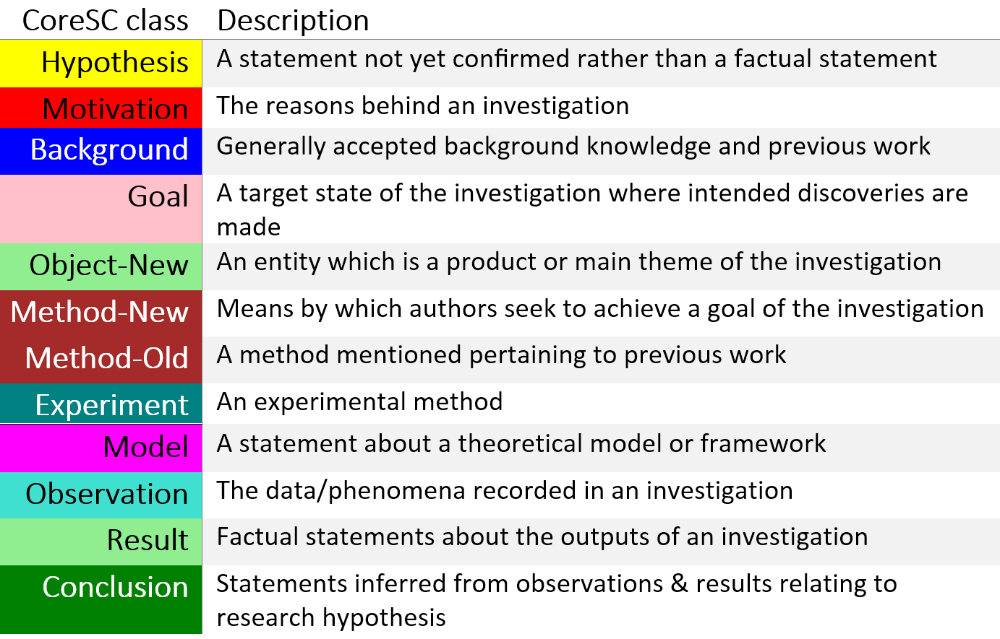 CoreSC class Description
Hypothesis A statement not yet confirmed rather than a factual statement
Motivation The reasons behind an investigation
Background Generally accepted background knowledge and previous work
Goal A target state of the investigation where intended discoveries are
made
Object-New An entity which is a product or main theme of the investigation
Method-New Means by which authors seek to achieve a goal of the investigation
Method-Old A method mentioned pertaining to previous work
Experiment An experimental method
Model A statement about a theoretical model or framework
Observation The data/phenomena recorded in an investigation
Result Factual statements about the outputs of an investigation
Conclusion Statements inferred from observations & results relating to
research hypothesis